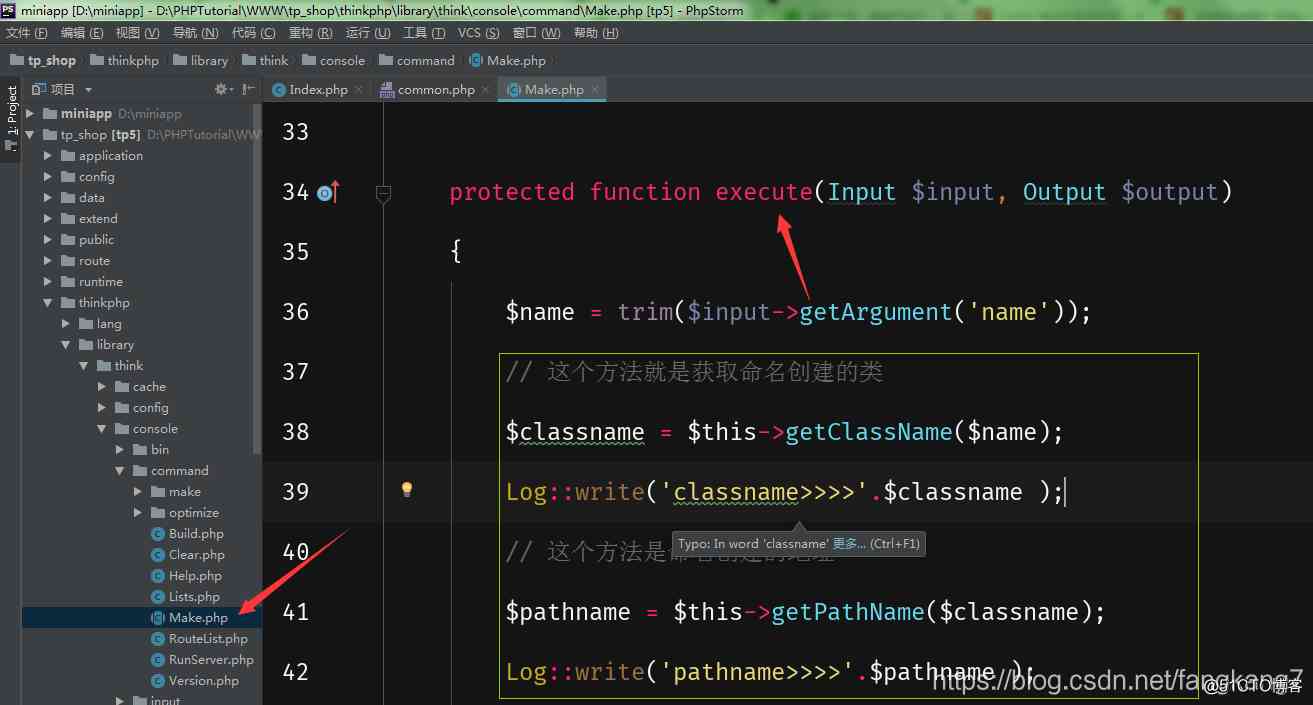 miniapp [D:\miniapp] - D:\PHPTutorial\WWW\tp_shop\thinkphp\library\think\console\command\Make.php [tp5] - PhpStorm
文件 (F) 编辑 (E) 视图 (V) 导航 (N) 代码 (C) 重构 (R) 运行 (U) 工具 (T) VCS (S) 窗口 (W) 帮助 (H)
tp_shop thinkphp library think console command Make.php
1: Project
项目
Index.php common.php Make.php
miniapp D:\miniapp
tp_shop [tp5] D:\PHPTutorial\WW
application
config
data
extend
public
route
runtime
thinkphp
lang
library
think
cache
config
console
bin
command
make
optimize
Build.php
Clear.php
Help.php
Lists.php
Make.php
RouteList.php
RunServer.php
Version.php
input
33
34 protected function execute(Input $input, Output $output)
35 {
36 $name = trim($input->getArgument('name'));
37 // 这个方法就是获取命名创建的类
38 $classname = $this->getClassName($name);
39 Log::write('classname>>>>'.$classname );
40 // 这个方法是命名创建的地址
Typo: In word 'classname' 更多... (Ctrl+F1)
41 $pathname = $this->getPathName($classname);
42 Log::write('pathname>>>>'.$pathname );
https://blog.csdn.net/fangkang7
@51CTO博客